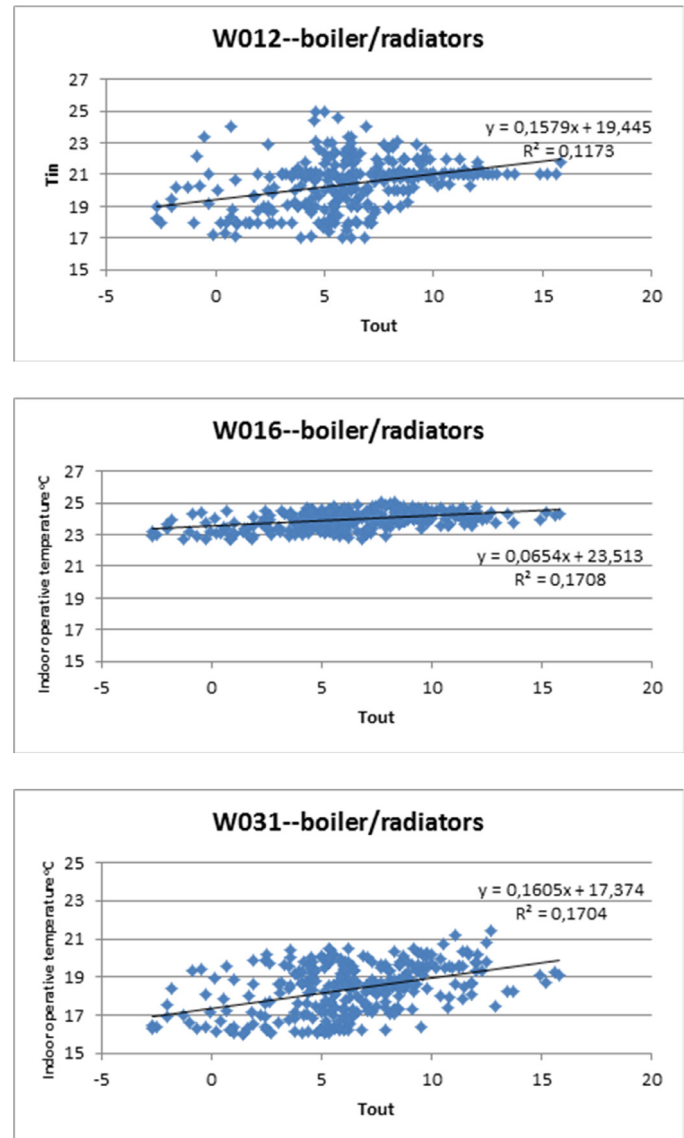 W012--boiler/radiators
27
25
23
21
19
17
15
Tin
y = 0,1579x + 19,445
R² = 0,1173
-5 0 5 10 15 20
Tout
W016--boiler/radiators
27
25
23
21
19
17
15
Indoor operative temperature °C
y = 0,0654x + 23,513
R² = 0,1708
-5 0 5 10 15 20
Tout
W031--boiler/radiators
25
23
21
19
17
15
Indoor operative temperature °C
y = 0,1605x + 17,374
R² = 0,1704
-5 0 5 10 15 20
Tout